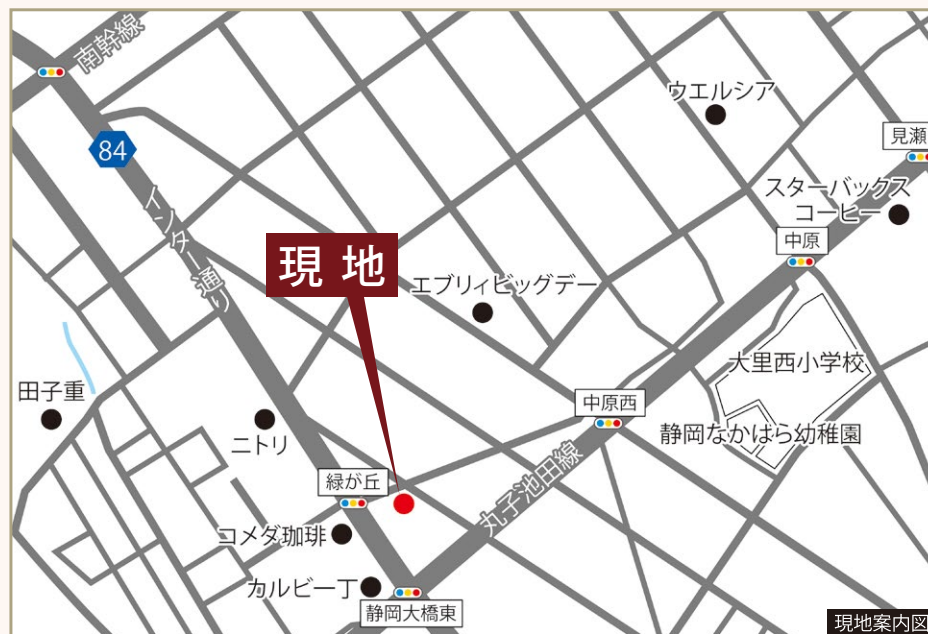 南幹線
84
インター通り
ウエルシア
見瀬
スターバックス
コーヒー
中原
現地
エブリィビッグデー
大里西小学校
田子重
中原西
静岡なかはら幼稚園
ニトリ
緑が丘
丸子池田線
コメダ珈琲
カルビ一丁
静岡大橋東
現地案内図